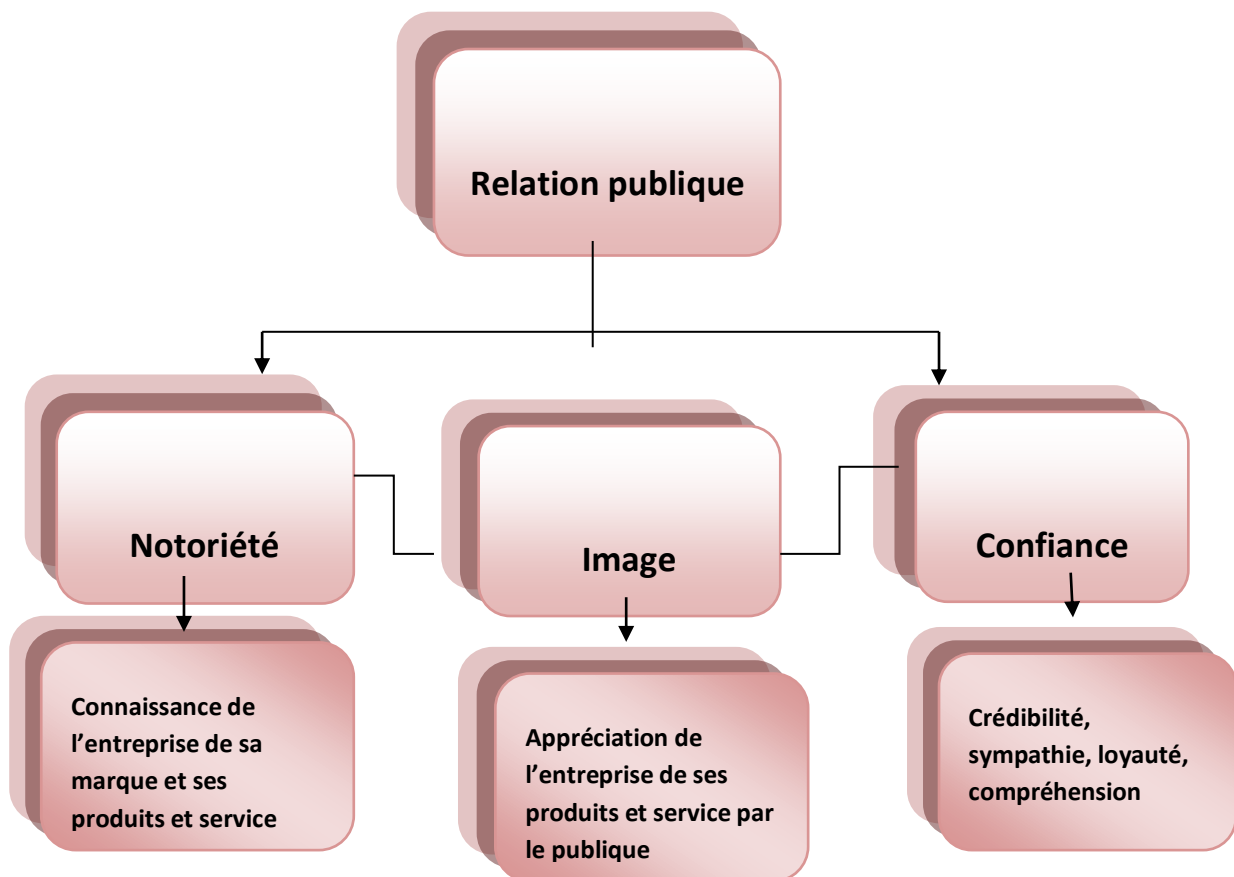 Relation publique
Notoriété
Image
Confiance
Connaissance de
l’entreprise de sa
marque et ses
produits et service
Appréciation de
l’entreprise de ses
produits et service par
le publique
Crédibilité,
sympathie, loyauté,
compréhension